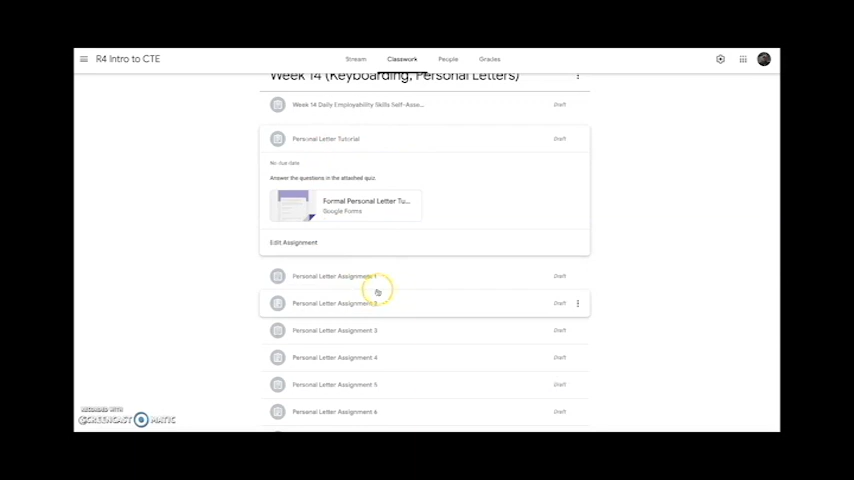 R4 Intro to CTE
Stream
Classwork
People
Grades
Week 14 (Keyboarding, Personal Letters)
Week 14 Daily Employability Skills Self-Asse...
Draft
Personal Letter Tutorial
Draft
No due date
Answer the questions in the attached quiz.
Formal Personal Letter Tu...
Google Forms
Edit Assignment
Personal Letter Assignment 1
Draft
Personal Letter Assignment 2
Draft
Personal Letter Assignment 3
Draft
Personal Letter Assignment 4
Draft
Personal Letter Assignment 5
Draft
Personal Letter Assignment 6
Draft
RECORDED WITH
SCREENCAST MATIC